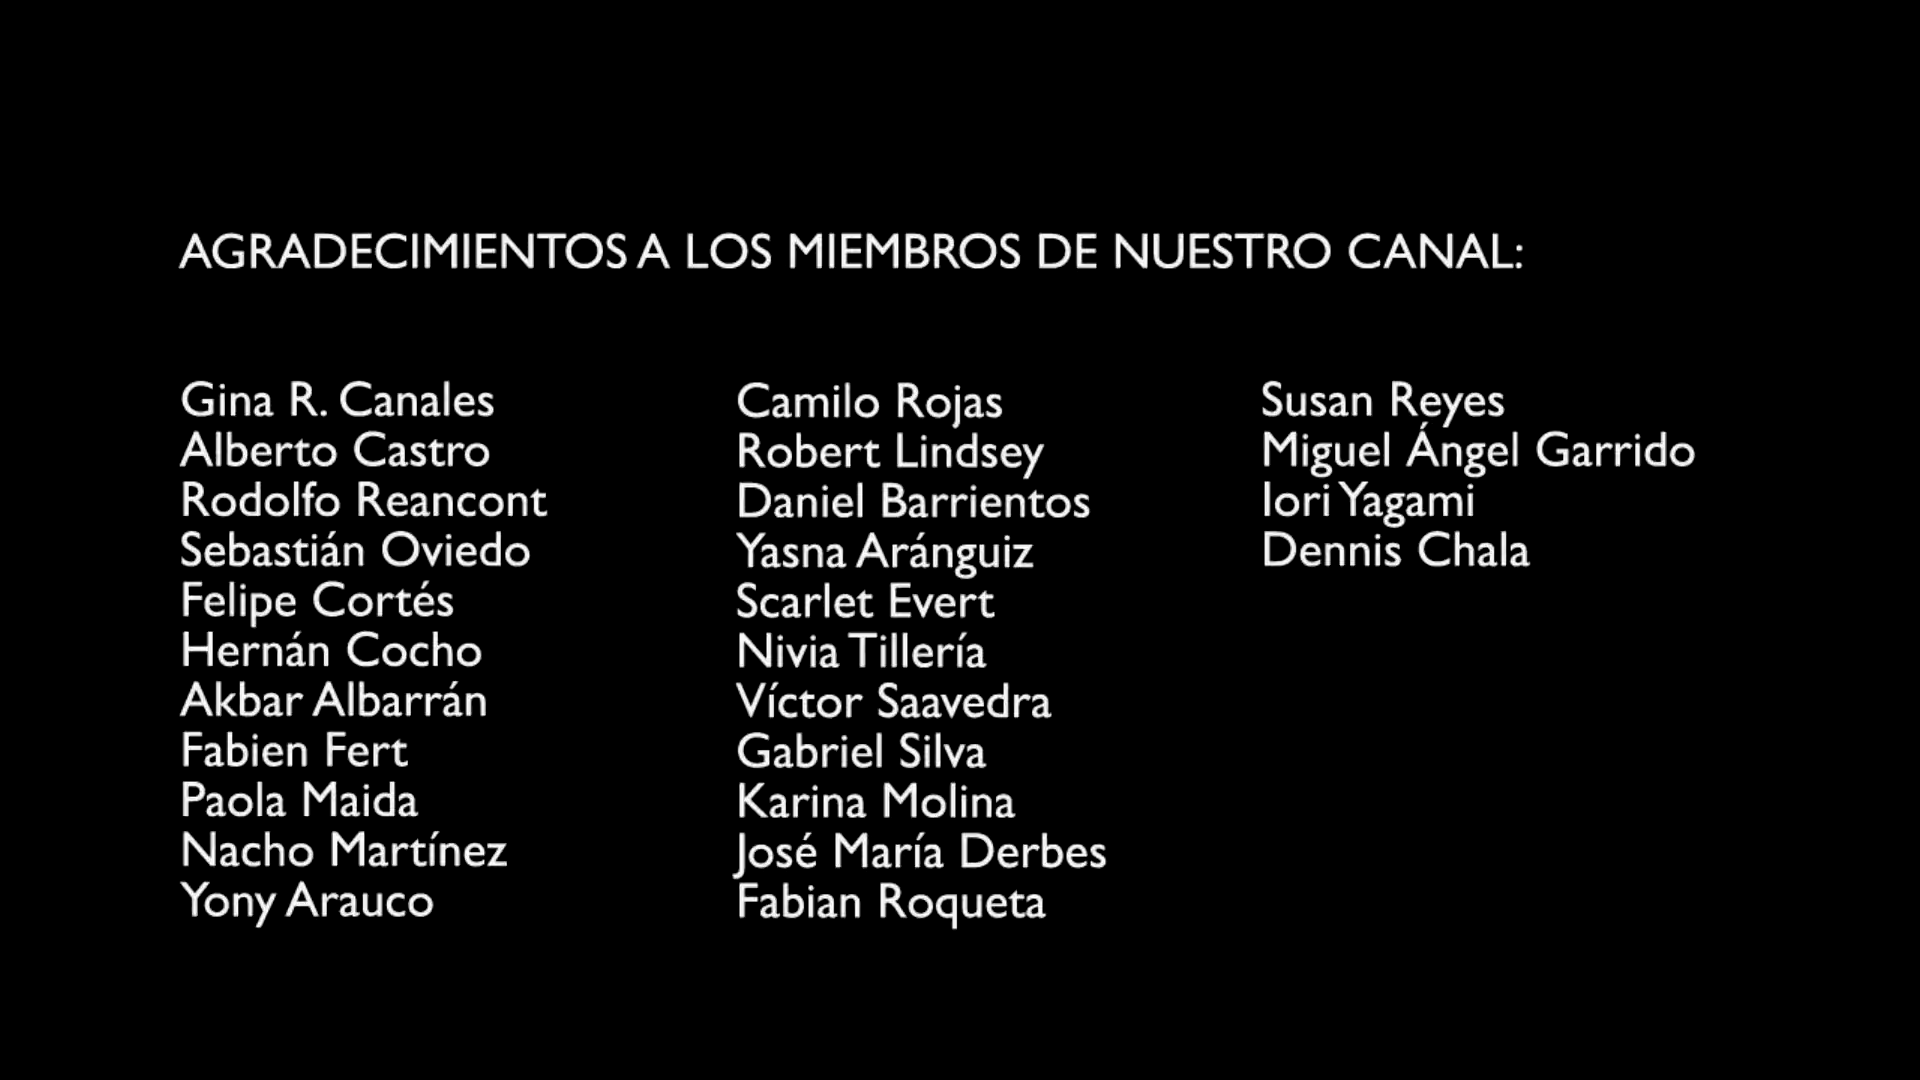 AGRADECIMIENTOS A LOS MIEMBROS DE NUESTRO CANAL:
Gina R. Canales
Alberto Castro
Rodolfo Reancont
Sebastián Oviedo
Felipe Cortés
Hernán Cocho
Akbar Albarrán
Fabien Fert
Paola Maida
Nacho Martínez
Yony Arauco
Camilo Rojas
Robert Lindsey
Daniel Barrientos
Yasna Aránguiz
Scarlet Evert
Nivia Tillería
Víctor Saavedra
Gabriel Silva
Karina Molina
José María Derbes
Fabian Roqueta
Susan Reyes
Miguel Ángel Garrido
Iori Yagami
Dennis Chala